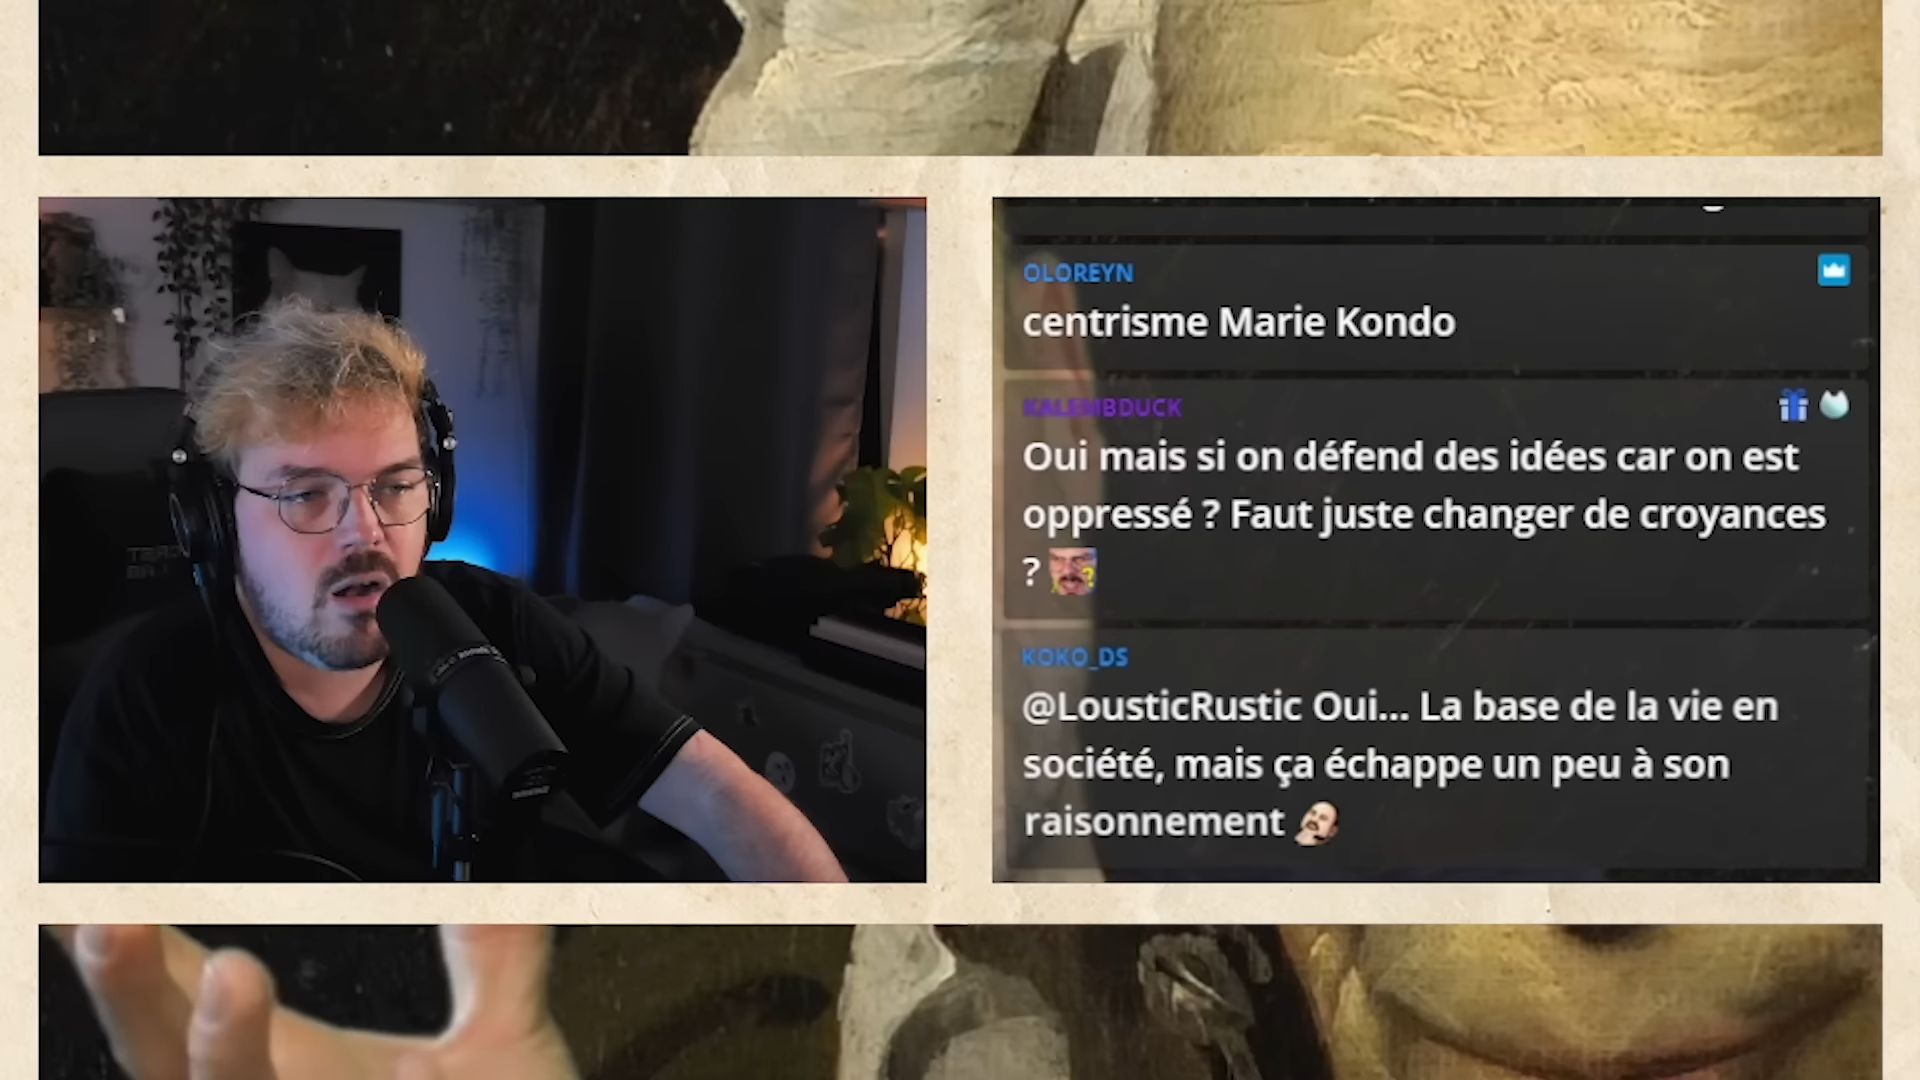 OLOREYN
centrisme Marie Kondo
KALEMBDUCK
Oui mais si on défend des idées car on est
oppressé ? Faut juste changer de croyances
?
KOKO_DS
@LousticRustic Oui... La base de la vie en
société, mais ça échappe un peu à son
raisonnement